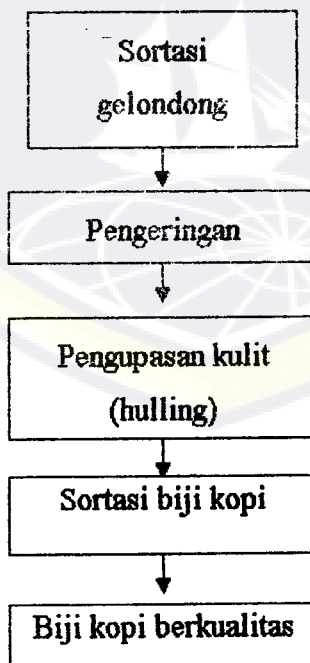 Sortasi
gelondong
Pengeringan
Pengupasan kulit
(hulling)
Sortasi biji kopi
Biji kopi berkualitas